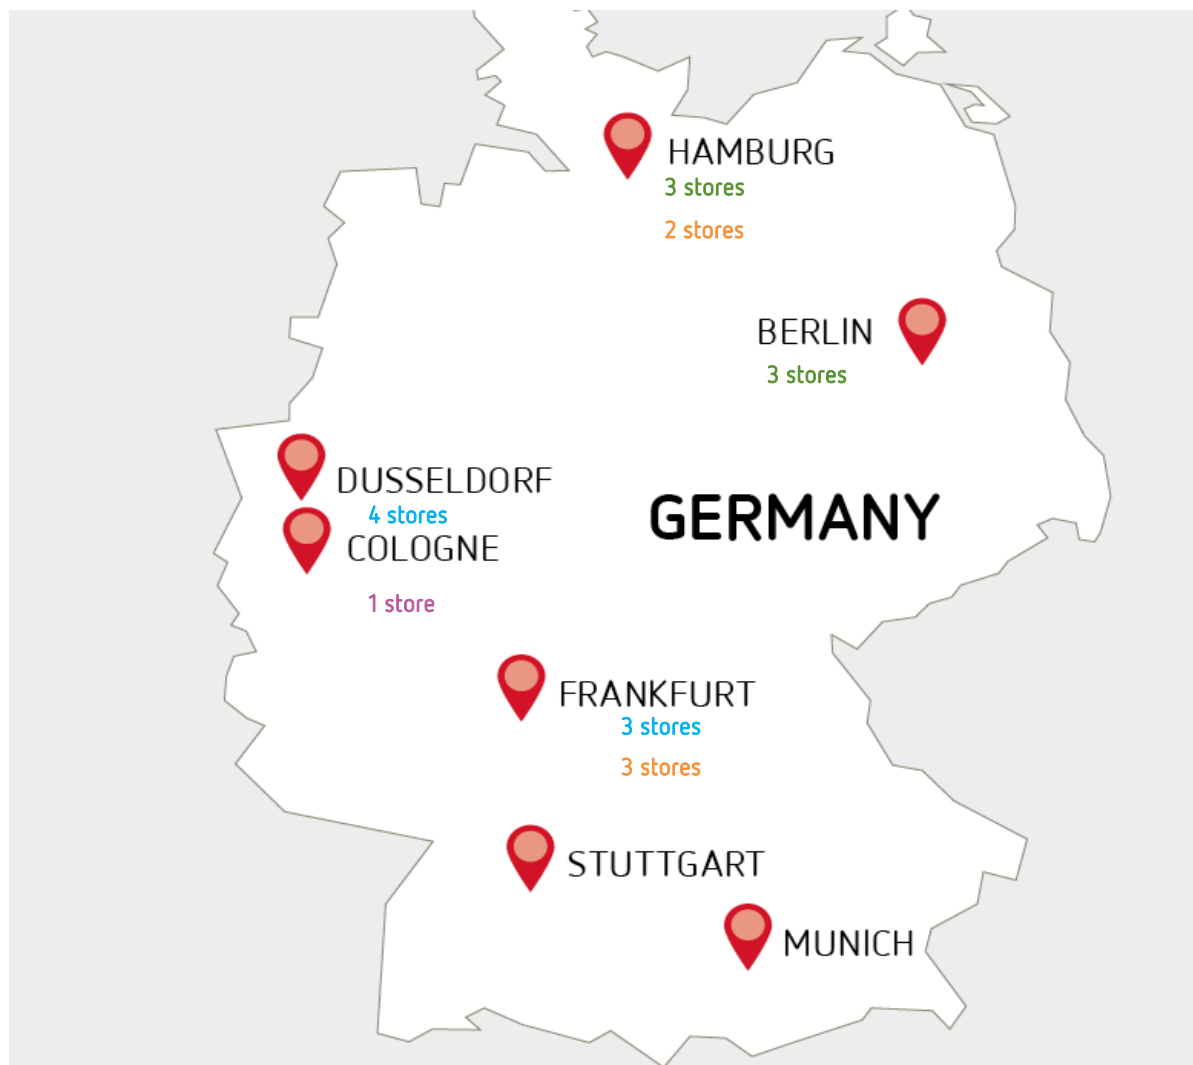 HAMBURG
3 stores
2 stores
BERLIN
3 stores
DUSSELDORF
4 stores
COLOGNE
1 store
GERMANY
FRANKFURT
3 stores
3 stores
STUTTGART
MUNICH